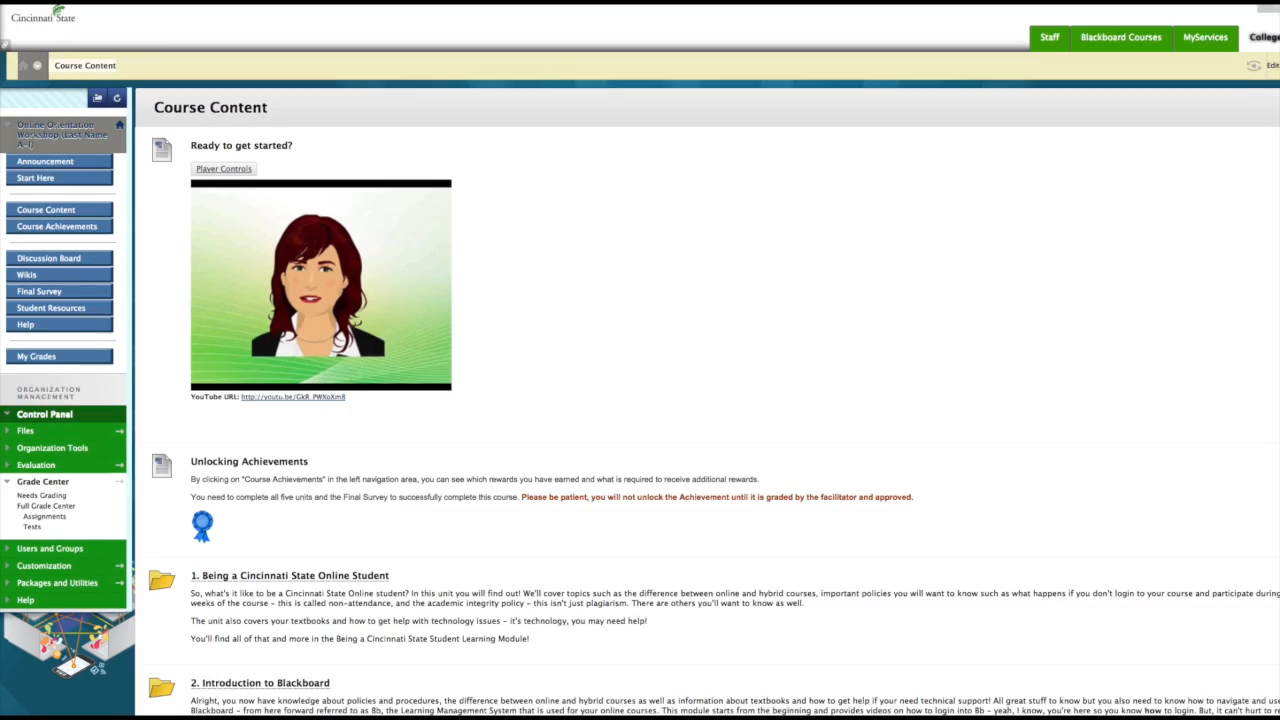 Cincinnati State
Staff
Blackboard Courses
MyServices
College
Course Content
Edit
Online Orientation
Workshop (Last Name
A-I)
Announcement
Start Here
Course Content
Course Achievements
Discussion Board
Wikis
Final Survey
Student Resources
Help
My Grades
ORGANIZATION
MANAGEMENT
Control Panel
Files
Organization Tools
Evaluation
Grade Center
Needs Grading
Full Grade Center
Assignments
Tests
Users and Groups
Customization
Packages and Utilities
Help
Course Content
Ready to get started?
Player Controls
YouTube URL: http://youtu.be/GkR_PWXoXm8
Unlocking Achievements
By clicking on "Course Achievements" in the left navigation area, you can see which rewards you have earned and what is required to receive additional rewards.
You need to complete all five units and the Final Survey to successfully complete this course. Please be patient, you will not unlock the Achievement until it is graded by the facilitator and approved.
1. Being a Cincinnati State Online Student
So, what's it like to be a Cincinnati State Online student? In this unit you will find out! We'll cover topics such as the difference between online and hybrid courses, important policies you will want to know such as what happens if you don't login to your course and participate during
weeks of the course - this is called non-attendance, and the academic integrity policy - this isn't just plagiarism. There are others you'll want to know as well.
The unit also covers your textbooks and how to get help with technology issues - it's technology, you may need help!
You'll find all of that and more in the Being a Cincinnati State Student Learning Module!
2. Introduction to Blackboard
Alright, you now have knowledge about policies and procedures, the difference between online and hybrid courses as well as information about textbooks and how to get help if your need technical support! All great stuff to know but you also need to know how to navigate and us
Blackboard - from here forward referred to as Bb, the Learning Management System that is used for your online courses. This module starts from the beginning and provides videos on how to login into Bb - yeah, I know, you're here so you know how to login. But, it can't hurt to r